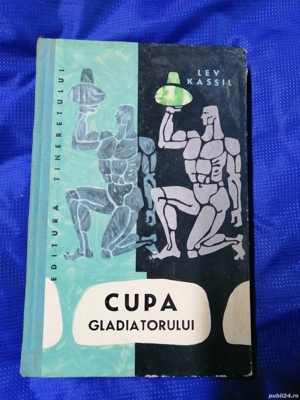 LEV
KASSIL
EDITURA TINERETULUI
CUPA
GLADIATORULUI
publi24.ro